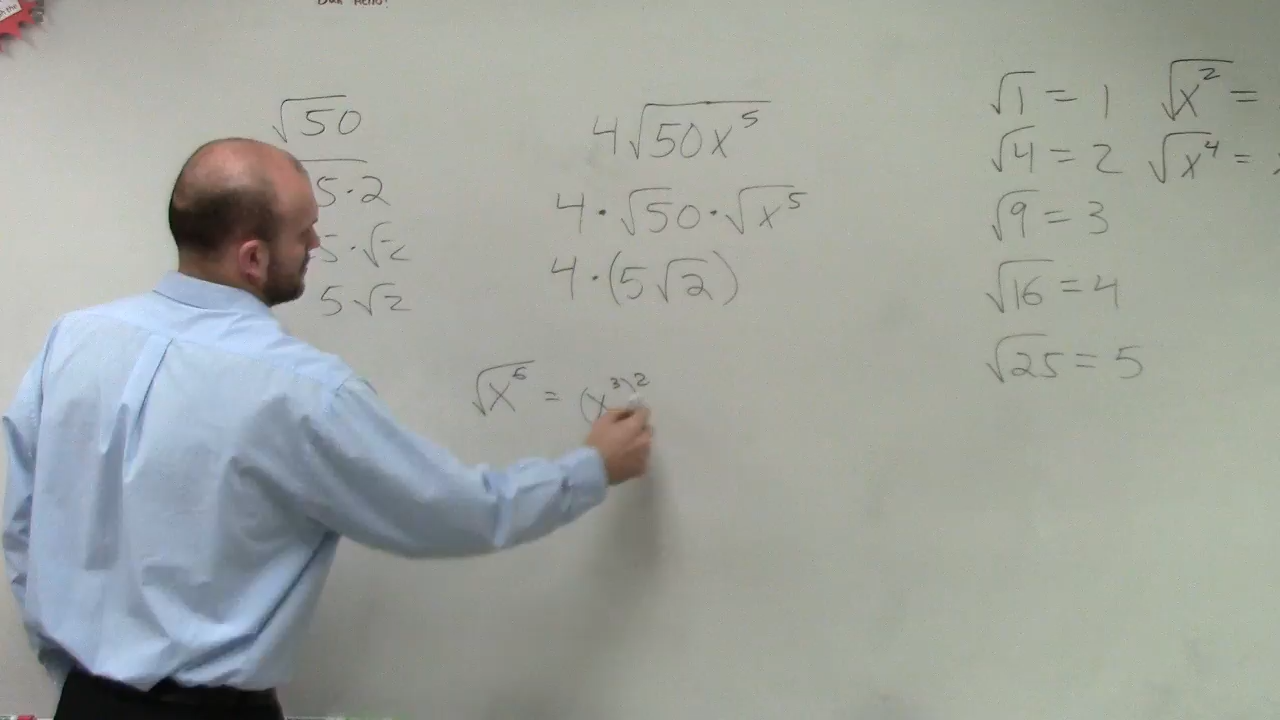 √50
5·2
5·√2
5√2
4√50x⁵
4·√50·√x⁵
4·(5√2)
√x⁶ = (x³)²
√1 = 1
√4 = 2
√9 = 3
√16 = 4
√25 = 5
√x² =
√x⁴ =